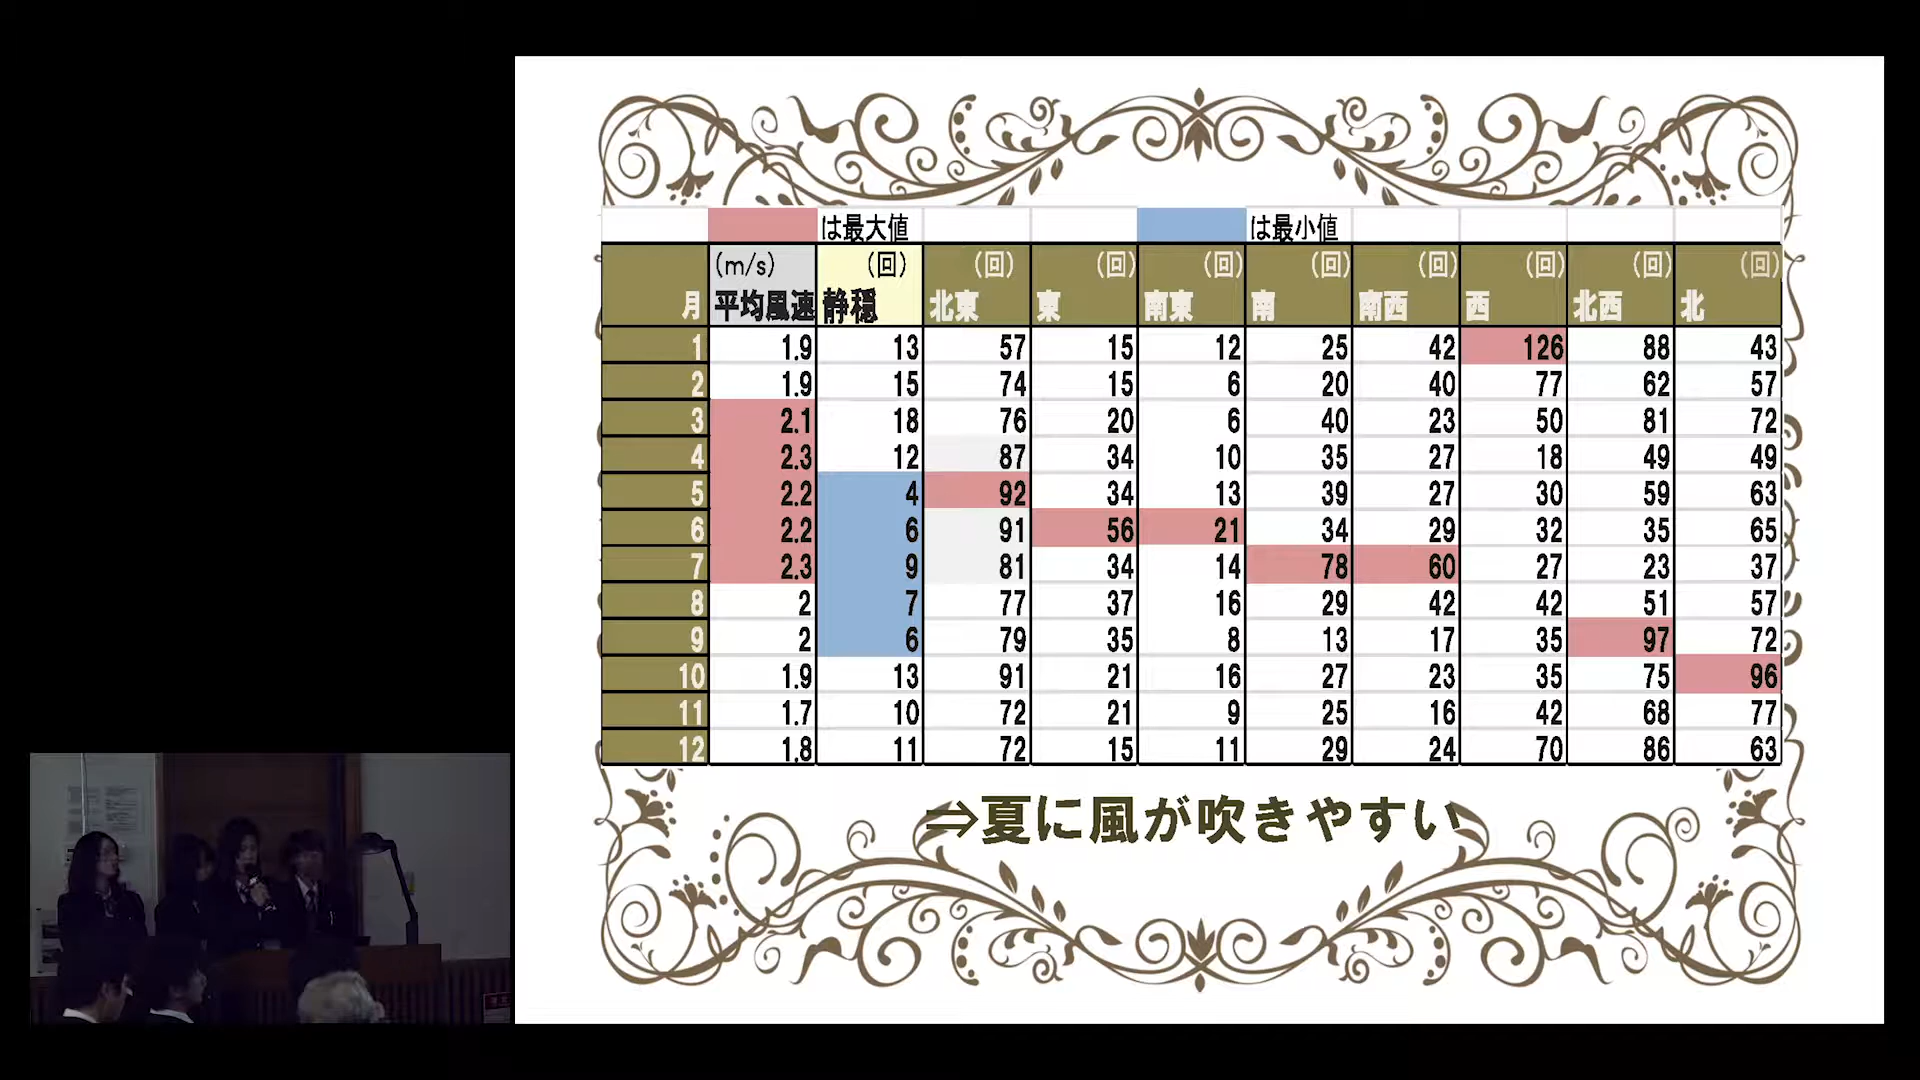 は最大値 は最小値
(m/s) (回) (回) (回) (回) (回) (回) (回) (回) (回)
月 平均風速 静穏 北東 東 南東 南 南西 西 北西 北
1 1.9 13 57 15 12 25 42 126 88 43
2 1.9 15 74 15 6 20 40 77 62 57
3 2.1 18 76 20 6 40 23 50 81 72
4 2.3 12 87 34 10 35 27 18 49 49
5 2.2 4 92 34 13 39 27 30 59 63
6 2.2 6 91 56 21 34 29 32 35 65
7 2.3 9 81 34 14 78 60 27 23 37
8 2 7 77 37 16 29 42 42 51 57
9 2 6 79 35 8 13 17 35 97 72
10 1.9 13 91 21 16 27 23 35 75 96
11 1.7 10 72 21 9 25 16 42 68 77
12 1.8 11 72 15 11 29 24 70 86 63
⇒夏に風が吹きやすい